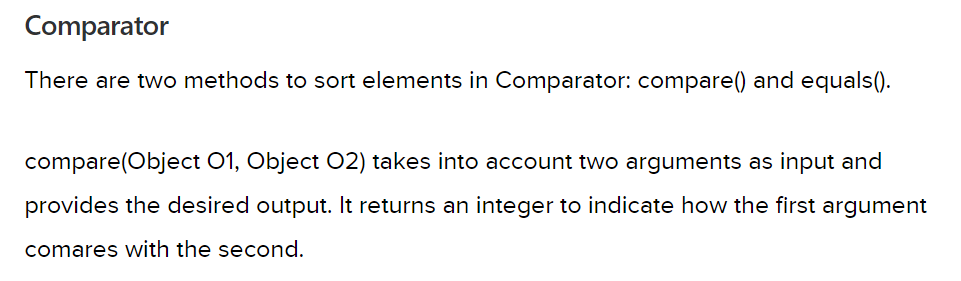 Comparator
There are two methods to sort elements in Comparator: compare() and equals().
compare(Object O1, Object O2) takes into account two arguments as input and
provides the desired output. It returns an integer to indicate how the first argument
comares with the second.